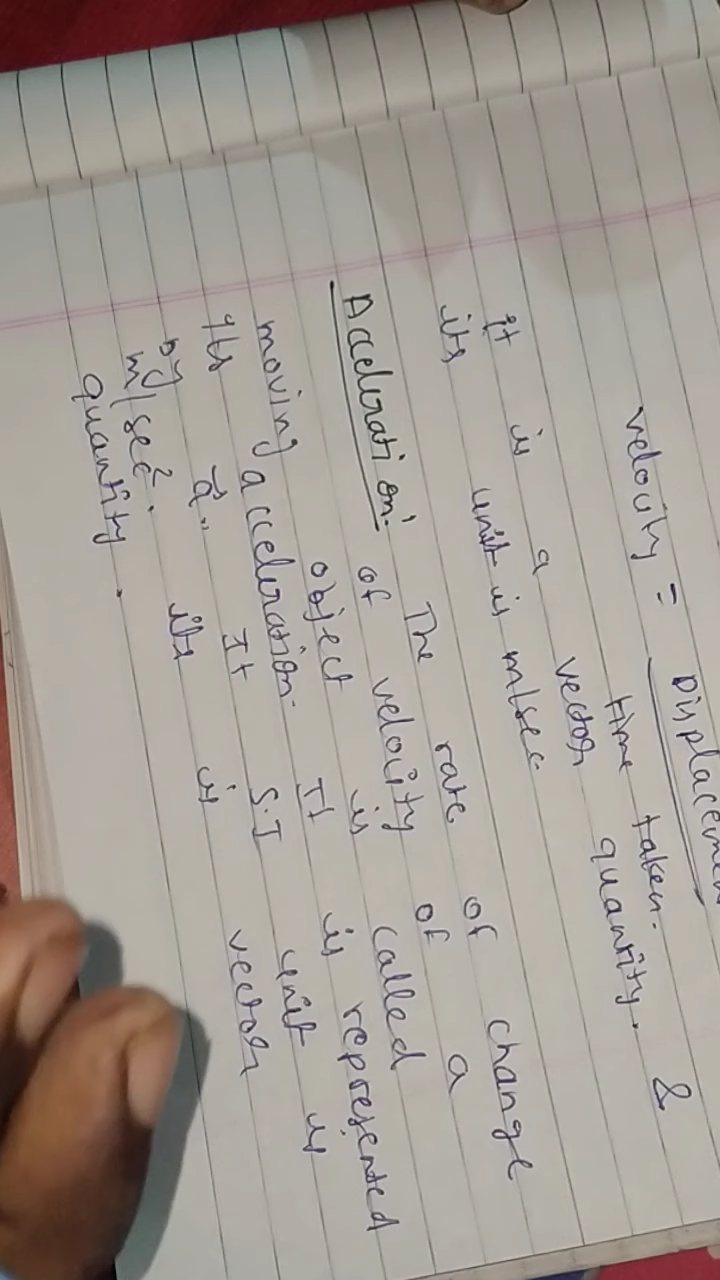 velocity = Displacement
time taken.
It is a vector quantity. &
its unit is m/sec
Acceleration: The rate of change
of velocity of a
moving object is called
its acceleration. It is represented
by "a⃗". It S.I unit is
m/sec². its is vector
quantity.